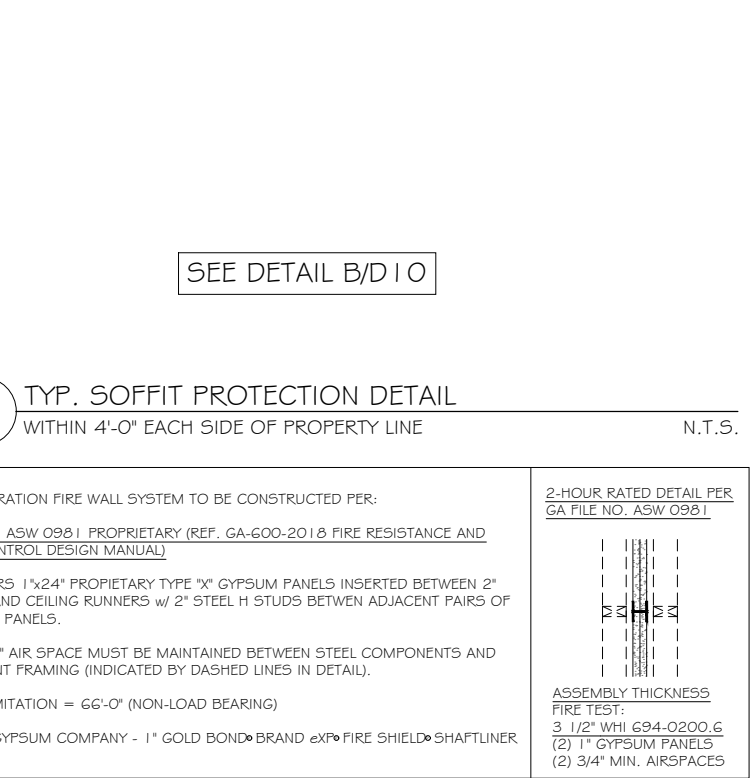 SEE DETAIL B/D10
TYP. SOFFIT PROTECTION DETAIL
WITHIN 4'-0" EACH SIDE OF PROPERTY LINE
N.T.S.
RATION FIRE WALL SYSTEM TO BE CONSTRUCTED PER:
ASW 0981 PROPRIETARY (REF. GA-600-2018 FIRE RESISTANCE AND
NTROL DESIGN MANUAL)
RS 1"x24" PROPIETARY TYPE "X" GYPSUM PANELS INSERTED BETWEEN 2"
ND CEILING RUNNERS w/ 2" STEEL H STUDS BETWEN ADJACENT PAIRS OF
PANELS.
" AIR SPACE MUST BE MAINTAINED BETWEEN STEEL COMPONENTS AND
NT FRAMING (INDICATED BY DASHED LINES IN DETAIL).
MITATION = 66'-0" (NON-LOAD BEARING)
GYPSUM COMPANY - 1" GOLD BOND BRAND eXP FIRE SHIELD SHAFTLINER
2-HOUR RATED DETAIL PER
GA FILE NO. ASW 0981
ASSEMBLY THICKNESS
FIRE TEST:
3 1/2" WHI 694-0200.6
(2) 1" GYPSUM PANELS
(2) 3/4" MIN. AIRSPACES